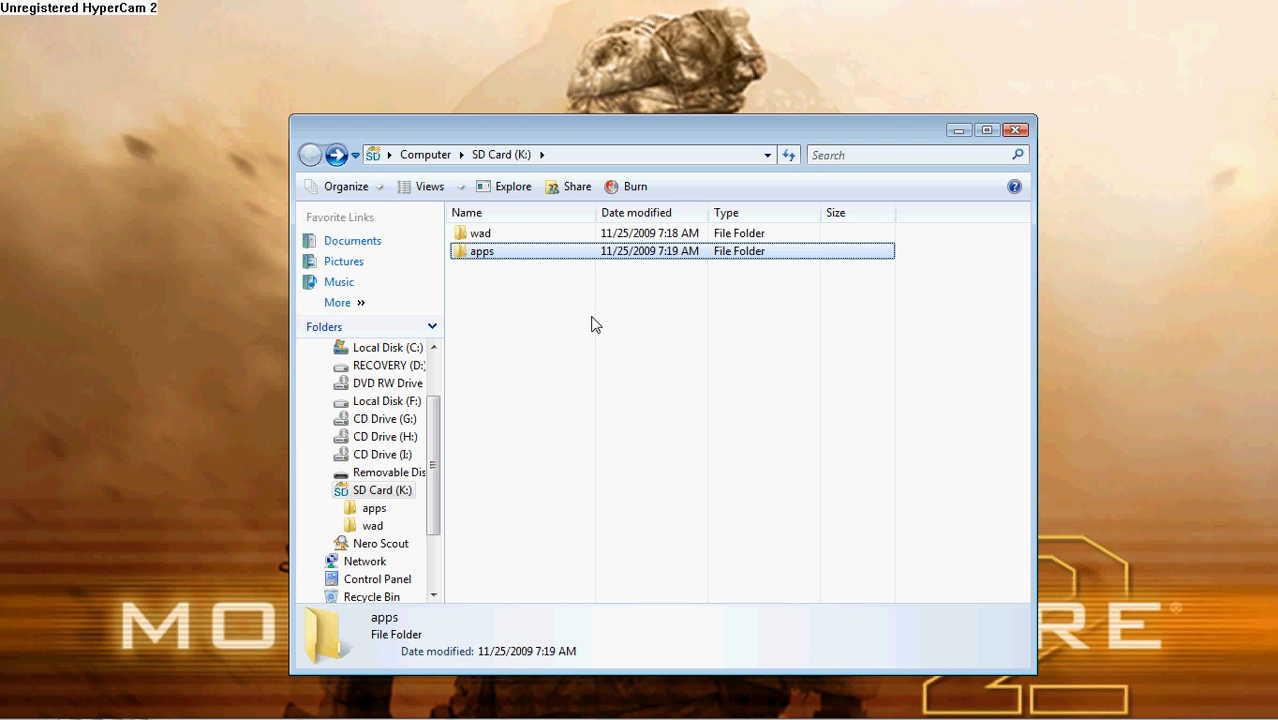 Unregistered HyperCam 2
Computer SD Card (K:)
Search
Organize Views Explore Share Burn
Favorite Links
Documents
Pictures
Music
More »
Folders
Local Disk (C:)
RECOVERY (D:)
DVD RW Drive
Local Disk (F:)
CD Drive (G:)
CD Drive (H:)
CD Drive (I:)
Removable Dis
SD Card (K:)
apps
wad
Nero Scout
Network
Control Panel
Recycle Bin
Name Date modified Type Size
wad 11/25/2009 7:18 AM File Folder
apps 11/25/2009 7:19 AM File Folder
apps
File Folder
Date modified: 11/25/2009 7:19 AM
MO RE®
2